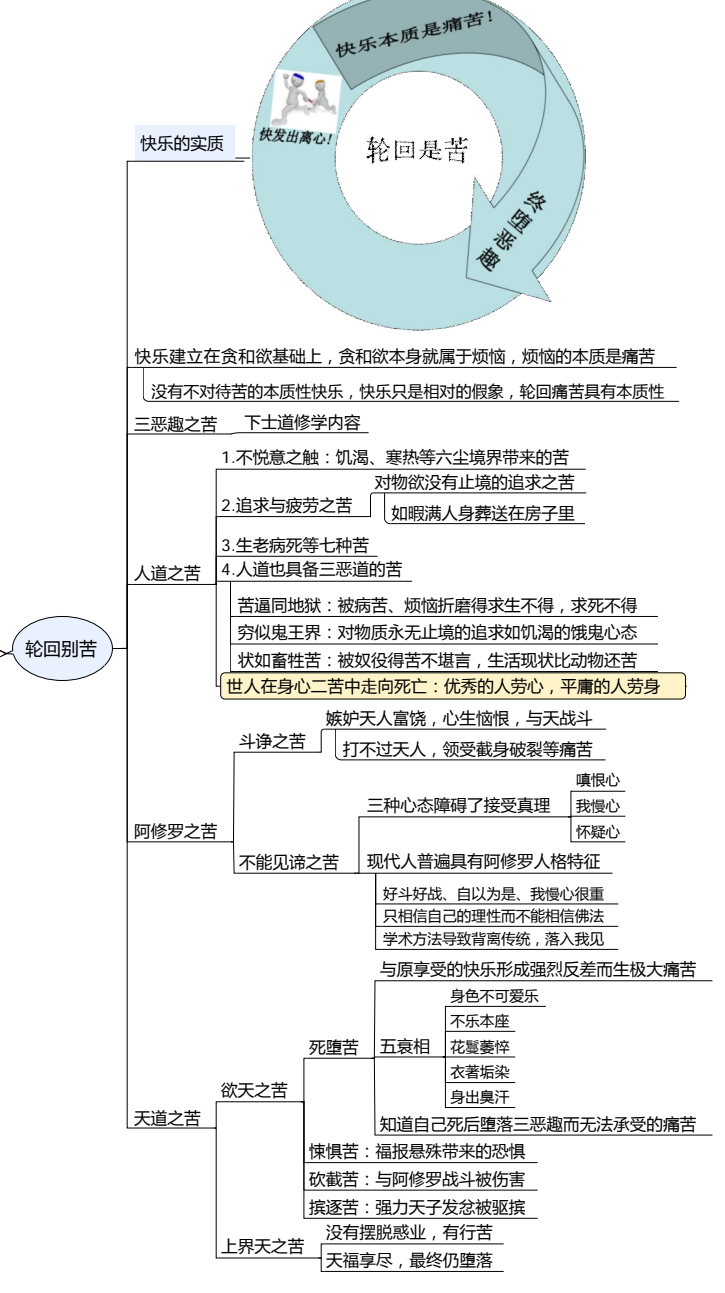 快乐本质是痛苦！
快发出离心！
轮回是苦
终堕恶趣
快乐的实质
快乐建立在贪和欲基础上，贪和欲本身就属于烦恼，烦恼的本质是痛苦
没有不对待苦的本质性快乐，快乐只是相对的假象，轮回痛苦具有本质性
三恶趣之苦
下士道修学内容
轮回别苦
人道之苦
1.不悦意之触：饥渴、寒热等六尘境界带来的苦
2.追求与疲劳之苦
对物欲没有止境的追求之苦
如暇满人身葬送在房子里
3.生老病死等七种苦
4.人道也具备三恶道的苦
苦逼同地狱：被病苦、烦恼折磨得求生不得，求死不得
穷似鬼王界：对物质永无止境的追求如饥渴的饿鬼心态
状如畜牲苦：被奴役得苦不堪言，生活现状比动物还苦
世人在身心二苦中走向死亡：优秀的人劳心，平庸的人劳身
阿修罗之苦
斗诤之苦
嫉妒天人富饶，心生恼恨，与天战斗
打不过天人，领受截身破裂等痛苦
不能见谛之苦
三种心态障碍了接受真理
嗔恨心
我慢心
怀疑心
现代人普遍具有阿修罗人格特征
好斗好战、自以为是、我慢心很重
只相信自己的理性而不能相信佛法
学术方法导致背离传统，落入我见
天道之苦
欲天之苦
死堕苦
与原享受的快乐形成强烈反差而生极大痛苦
五衰相
身色不可爱乐
不乐本座
花鬘萎悴
衣著垢染
身出臭汗
知道自己死后堕落三恶趣而无法承受的痛苦
悚惧苦：福报悬殊带来的恐惧
砍截苦：与阿修罗战斗被伤害
摈逐苦：强力天子发忿被驱摈
上界天之苦
没有摆脱惑业，有行苦
天福享尽，最终仍堕落